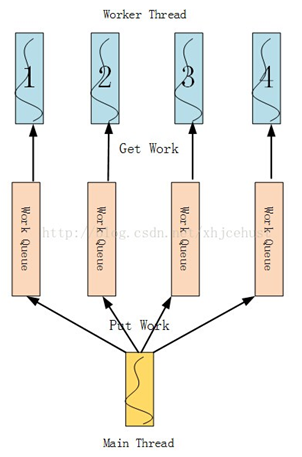 Worker Thread
1
2
3
4
Get Work
Work Queue
Work Queue
Work Queue
Work Queue
http://blog.csdn.net/xhjcehust
Put Work
Main Thread